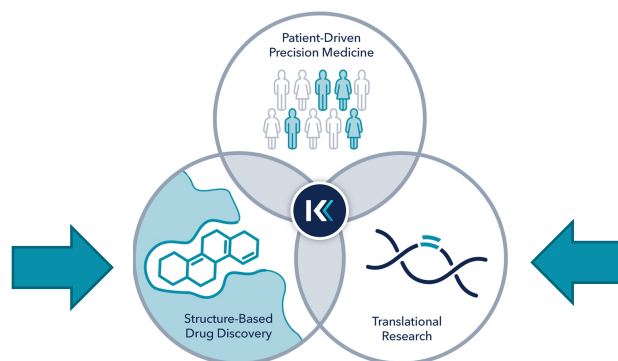 Patient-Driven
Precision Medicine
Structure-Based
Drug Discovery
Translational
Research